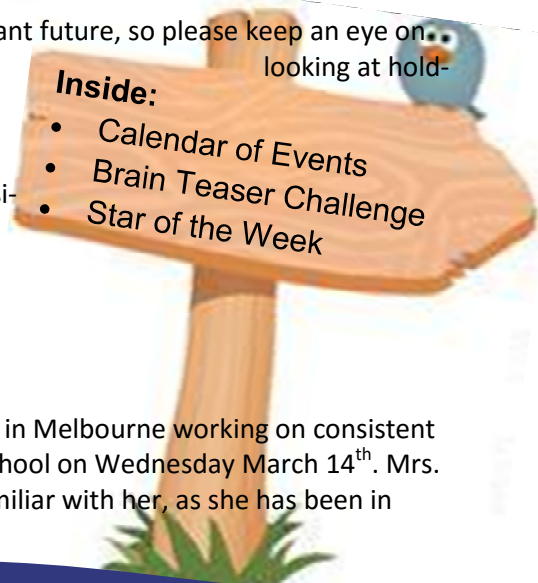 ant future, so please keep an eye on
looking at hold-
Inside:
• Calendar of Events
• Brain Teaser Challenge
si-
• Star of the Week
in Melbourne working on consistent
hool on Wednesday March 14th. Mrs.
miliar with her, as she has been in